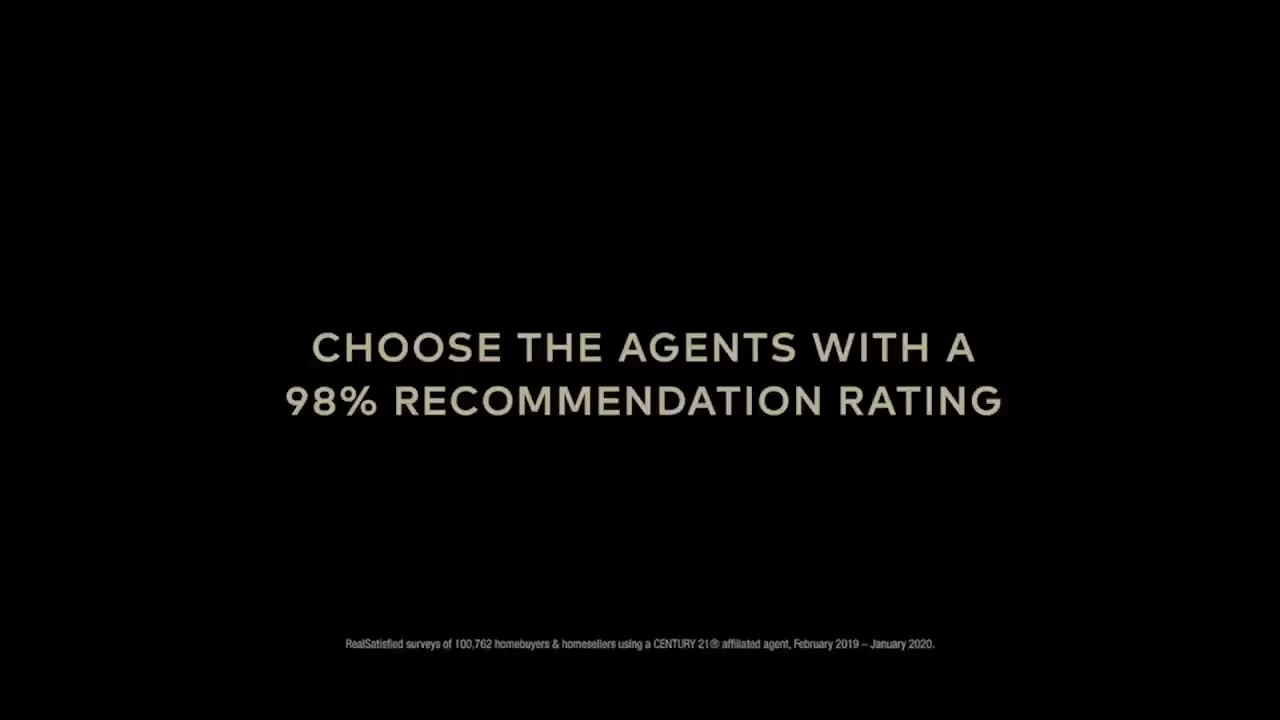 CHOOSE THE AGENTS WITH A
98% RECOMMENDATION RATING
RealSatisfied surveys of 100,762 homebuyers & homesellers using a CENTURY 21® affiliated agent, February 2019 – January 2020.